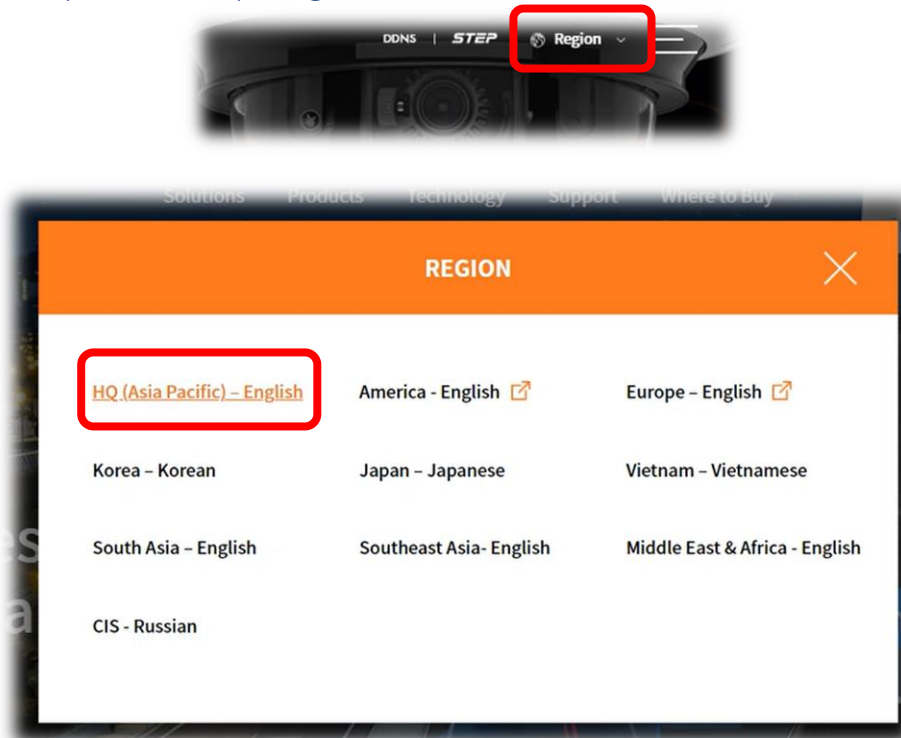 DDNS | STEP Region
Solutions Products Technology Support Where to Buy
REGION
HQ (Asia Pacific) – English America - English Europe – English
Korea – Korean Japan – Japanese Vietnam – Vietnamese
South Asia – English Southeast Asia- English Middle East & Africa - English
CIS - Russian